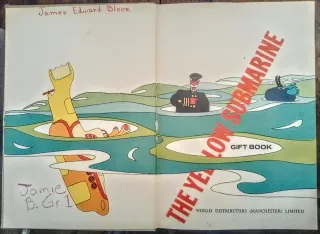 James Edward Bloom
THE YELLOW SUBMARINE
GIFT BOOK
WORLD DISTRIBUTORS (MANCHESTER) LIMITED
Jamie
B. Gr. 1